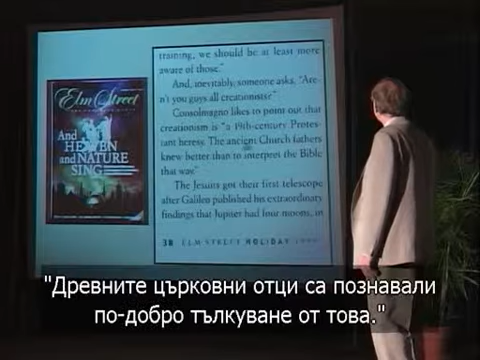 Elm Street
And
HEAVEN
and NATURE
SING
training, we should be at least more
aware of those."
And, inevitably, someone asks, "Are-
n't you guys all creationists?"
Consolmagno likes to point out that
creationism is "a 19th-century Protes-
tant heresy. The ancient Church fathers
knew better than to interpret the Bible
that way."
The Jesuits got their first telescope
after Galileo published his extraordinary
findings that Jupiter had four moons, in
38 ELM STREET HOLIDAY
"Древните църковни отци са познавали
по-добро тълкуване от това."